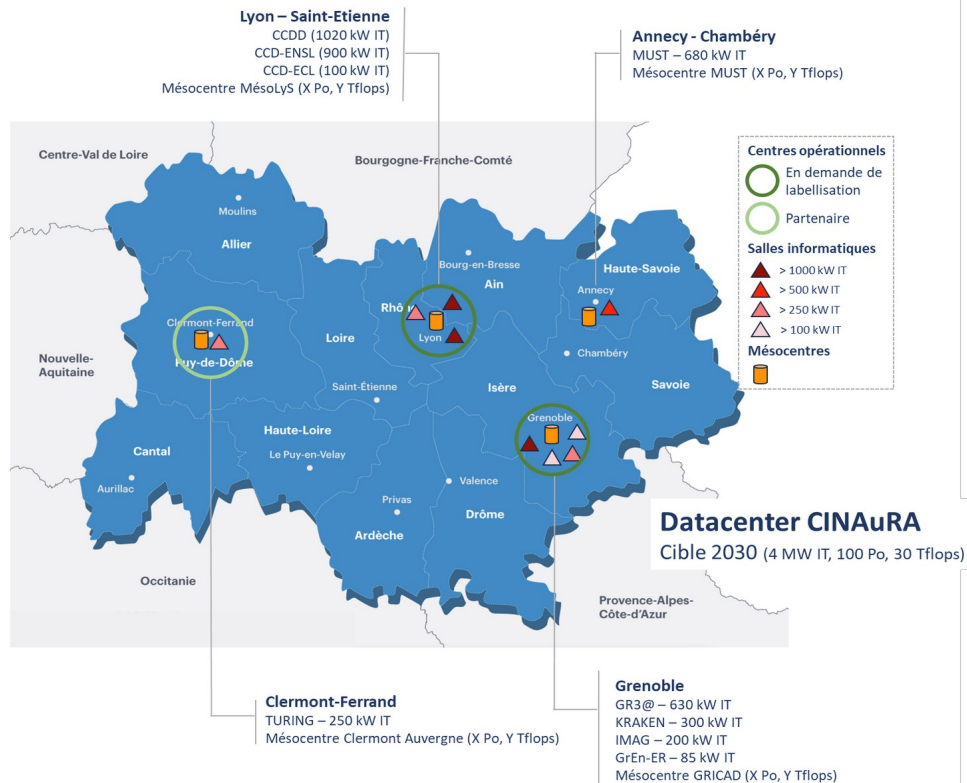 Lyon – Saint-Etienne
CCDD (1020 kW IT)
CCD-ENSL (900 kW IT)
CCD-ECL (100 kW IT)
Mésocentre MésoLyS (X Po, Y Tflops)
Annecy - Chambéry
MUST – 680 kW IT
Mésocentre MUST (X Po, Y Tflops)
Centre-Val de Loire
Bourgogne-Franche-Comté
Centres opérationnels
En demande de
labellisation
Partenaire
Salles informatiques
> 1000 kW IT
> 500 kW IT
> 250 kW IT
> 100 kW IT
Mésocentres
Moulins
Allier
Bourg-en-Bresse
Ain
Haute-Savoie
Annecy
Rhô
Lyon
Clermont-Ferrand
Puy-de-Dôme
Loire
Chambéry
Nouvelle-
Aquitaine
Saint-Étienne
Isère
Savoie
Grenoble
Haute-Loire
Le Puy-en-Velay
Cantal
Aurillac
Valence
Privas
Drôme
Ardèche
Datacenter CINAuRA
Cible 2030 (4 MW IT, 100 Po, 30 Tflops)
Occitanie
Provence-Alpes-
Côte-d'Azur
Clermont-Ferrand
TURING – 250 kW IT
Mésocentre Clermont Auvergne (X Po, Y Tflops)
Grenoble
GR3@ – 630 kW IT
KRAKEN – 300 kW IT
IMAG – 200 kW IT
GrEn-ER – 85 kW IT
Mésocentre GRICAD (X Po, Y Tflops)